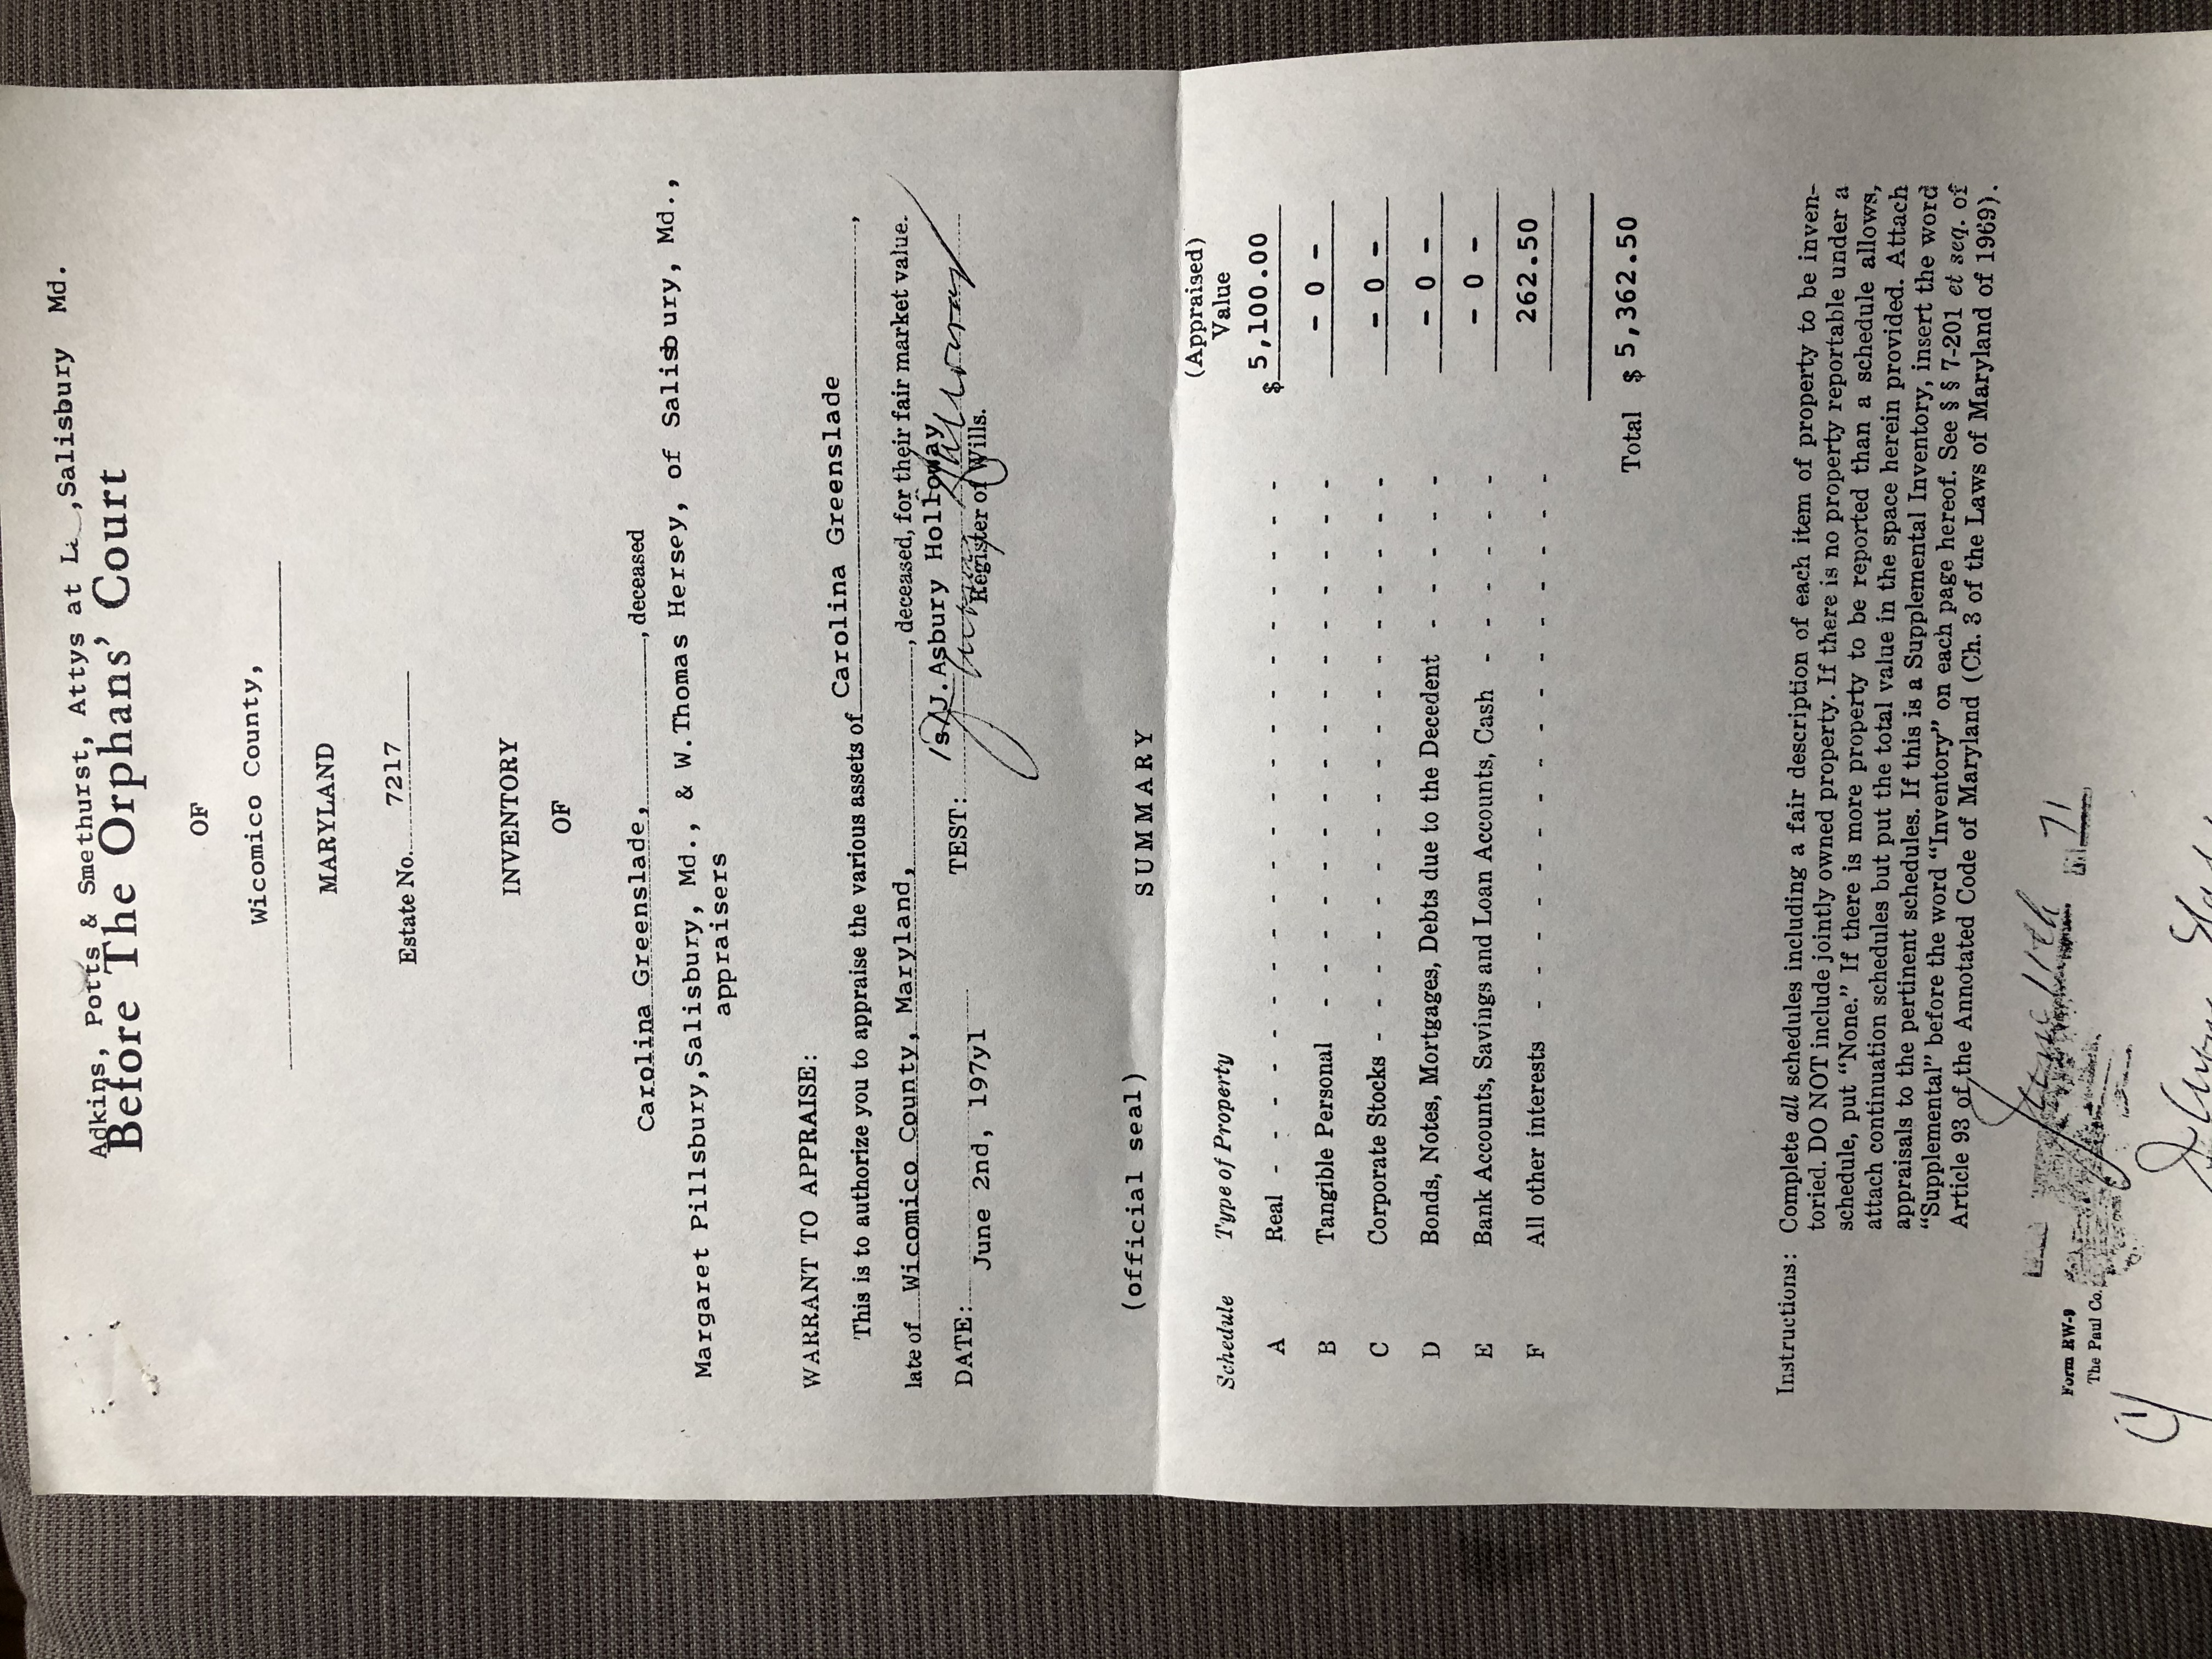 Adkins, Potts & Smethurst, Attys at ,Salisbury Md.
Before The Orphans' Court
OF
Wicomico County,
MARYLAND
Estate No. 7217
INVENTORY
OF
Carolina Greenslade, , deceased
Margaret Pillsbury,Salisbury, Md., & W.Thomas Hersey, of Salisbury, Md.,
appraisers
WARRANT TO APPRAISE:
This is to authorize you to appraise the various assets of Carolina Greenslade ,
late of Wicomico County, Maryland, , deceased, for their fair market value.
/s/J.Asbury Holloway
DATE: June 2nd, 197y1 TEST: J Asbury Holloway
Register of Wills.
(official seal) SUMMARY
(Appraised)
Schedule Type of Property Value
A Real - - - - - - - - - - - - - - - - - - - - - $ 5,100.00
B Tangible Personal - - - - - - - - - - - - - - - - - 0 -
C Corporate Stocks - - - - - - - - - - - - - - - - - - 0 -
D Bonds, Notes, Mortgages, Debts due to the Decedent - - - - - - 0 -
E Bank Accounts, Savings and Loan Accounts, Cash - - - - - - - 0 -
F All other interests - - - - - - - - - - - - - - - - 262.50
Total $ 5,362.50
Instructions: Complete all schedules including a fair description of each item of property to be inven-
toried. DO NOT include jointly owned property. If there is no property reportable under a
schedule, put "None." If there is more property to be reported than a schedule allows,
attach continuation schedules but put the total value in the space herein provided. Attach
appraisals to the pertinent schedules. If this is a Supplemental Inventory, insert the word
"Supplemental" before the word "Inventory" on each page hereof. See § § 7-201 et seq. of
Article 93 of the Annotated Code of Maryland (Ch. 3 of the Laws of Maryland of 1969).
June 11th 71
Form RW-9
The Paul Co.